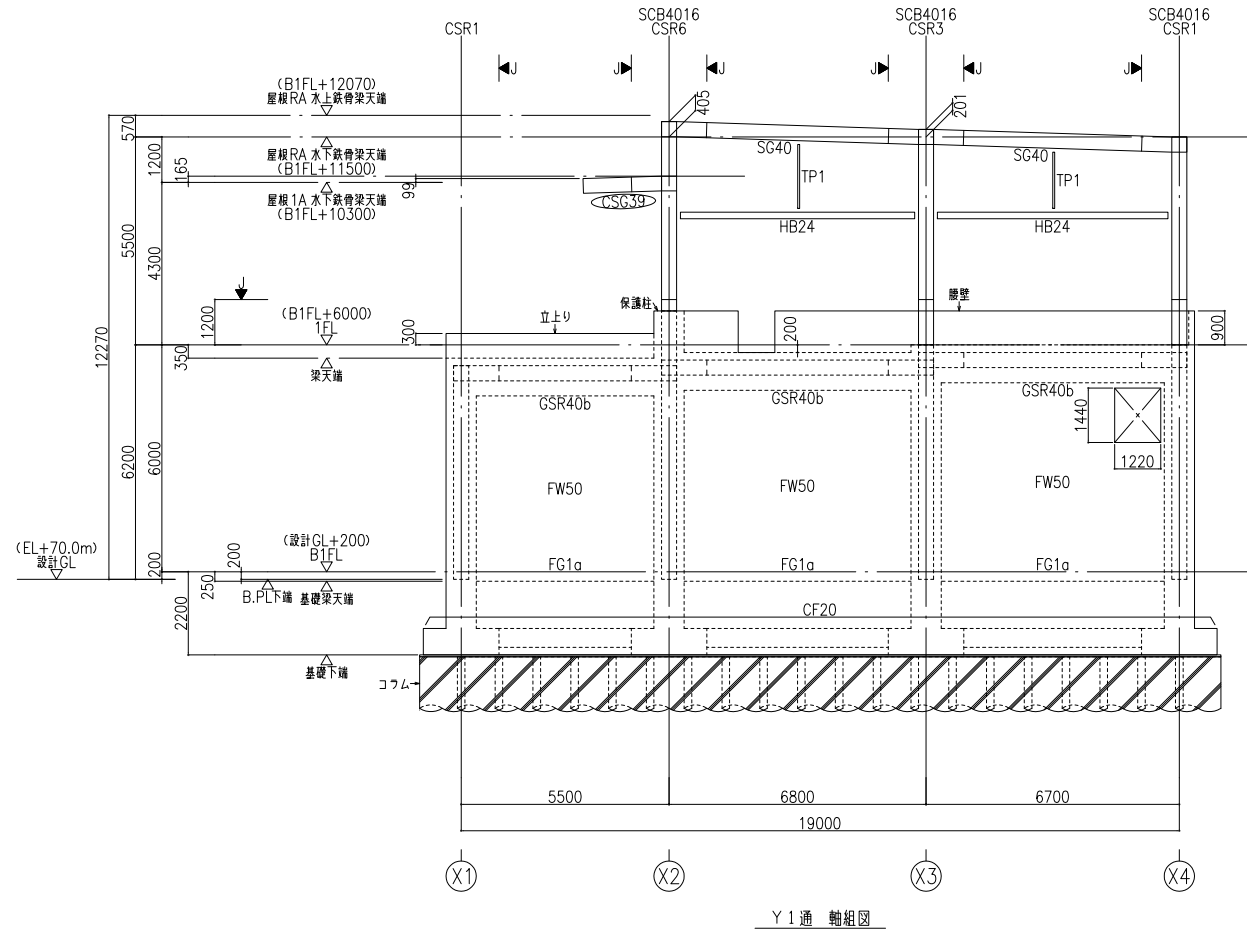 CSR1
SCB4016
CSR6
SCB4016
CSR3
SCB4016
CSR1
J
J
J
J
J
J
(B1FL+12070)
屋根RA 水上鉄骨梁天端
570
405
201
1200
165
屋根RA 水下鉄骨梁天端
(B1FL+11500)
屋根1A 水下鉄骨梁天端
(B1FL+10300)
99
CSG39
SG40
TP1
SG40
TP1
HB24
HB24
5500
4300
J
1200
(B1FL+6000)
1FL
300
立上り
保護柱
腰壁
200
900
12270
350
梁天端
GSR40b
GSR40b
GSR40b
1440
1220
6200
6000
FW50
FW50
FW50
(EL+70.0m)
設計GL
(設計GL+200)
B1FL
200
200
250
FG1a
FG1a
FG1a
B.PL下端
基礎梁天端
2200
CF20
基礎下端
コラム
5500
6800
6700
19000
X1
X2
X3
X4
Y1通 軸組図